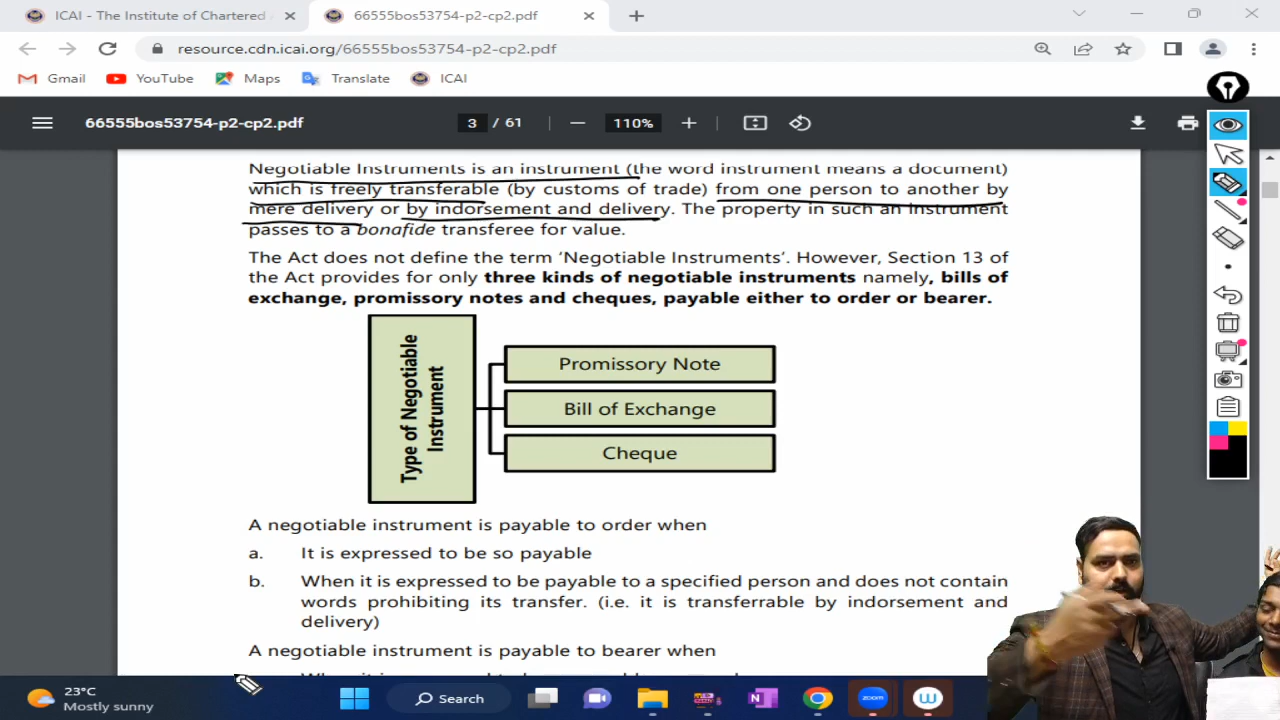 ICAI - The Institute of Chartered A
66555bos53754-p2-cp2.pdf
resource.cdn.icai.org/66555bos53754-p2-cp2.pdf
Gmail YouTube Maps Translate ICAI
66555bos53754-p2-cp2.pdf 3 / 61 110%
Negotiable Instruments is an instrument (the word instrument means a document)
which is freely transferable (by customs of trade) from one person to another by
mere delivery or by indorsement and delivery. The property in such an instrument
passes to a bonafide transferee for value.
The Act does not define the term ‘Negotiable Instruments’. However, Section 13 of
the Act provides for only three kinds of negotiable instruments namely, bills of
exchange, promissory notes and cheques, payable either to order or bearer.
Type of Negotiable
Instrument
Promissory Note
Bill of Exchange
Cheque
A negotiable instrument is payable to order when
a. It is expressed to be so payable
b. When it is expressed to be payable to a specified person and does not contain
words prohibiting its transfer. (i.e. it is transferrable by indorsement and
delivery)
A negotiable instrument is payable to bearer when
23°C
Mostly sunny
Search
zoom